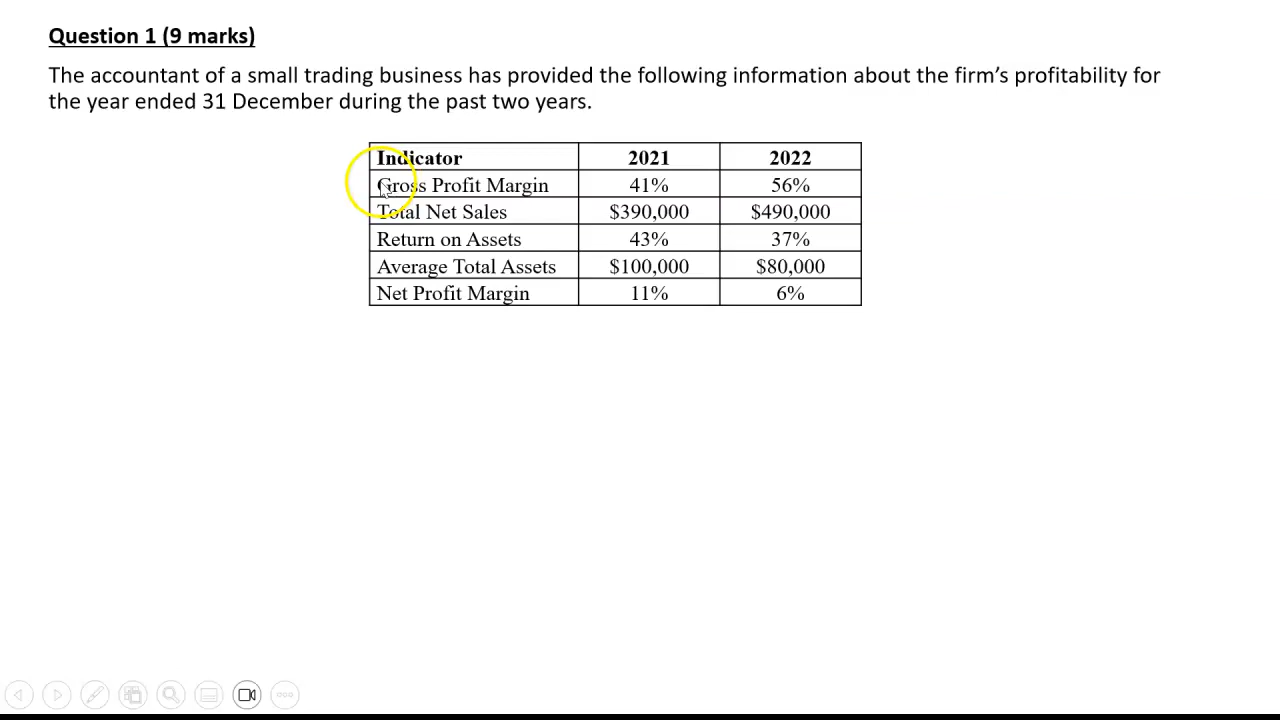 Question 1 (9 marks)
The accountant of a small trading business has provided the following information about the firm's profitability for
the year ended 31 December during the past two years.
Indicator 2021 2022
Gross Profit Margin 41% 56%
Total Net Sales $390,000 $490,000
Return on Assets 43% 37%
Average Total Assets $100,000 $80,000
Net Profit Margin 11% 6%